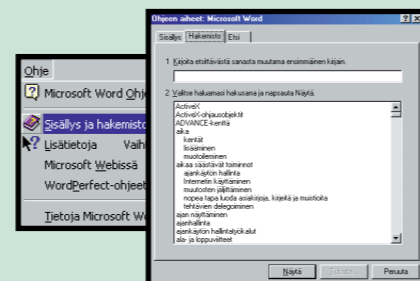 Ohje
Microsoft Word Ohje
Sisällys ja hakemisto
Lisätietoja Vaih
Microsoft Webissä
WordPerfect-ohjeet
Tietoja Microsoft Wo
Ohjeen aiheet: Microsoft Word
Sisällys Hakemisto Etsi
1 Kirjoita etsittävästä sanasta muutama ensimmäinen kirjain.
2 Valitse hakemasi hakusana ja napsauta Näytä.
ActiveX
ActiveX-ohjausobjektit
ADVANCE-kenttä
aika
kentät
lisääminen
muotoileminen
aikaa säästävät toiminnot
ajankäytön hallinta
Internetin käyttäminen
muutosten jäljittäminen
nopea tapa luoda asiakirjoja, kirjeitä ja muistioita
tehtävien delegoiminen
ajan näyttäminen
ajanhallinta
ajankäytön hallintatyökalut
ala- ja loppuviitteet
Näytä Tulosta... Peruuta